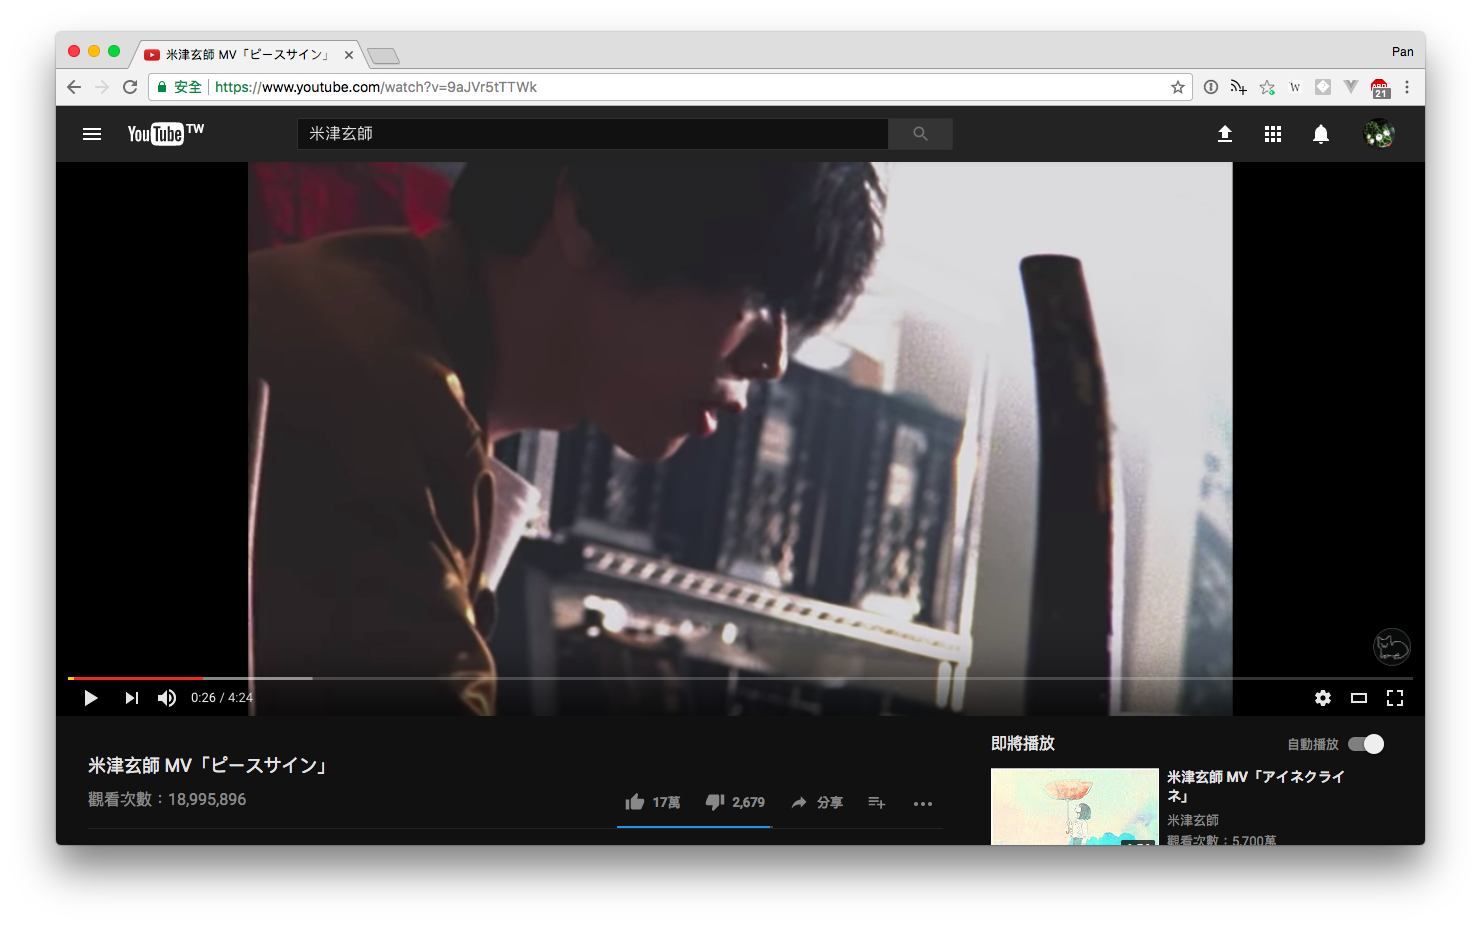 米津玄師 MV「ピースサイン」
Pan
安全 https://www.youtube.com/watch?v=9aJVr5tTTWk
W
21
YouTube TW
米津玄師
0:26 / 4:24
米津玄師 MV「ピースサイン」
觀看次數：18,995,896
17萬
2,679
分享
即將播放
自動播放
米津玄師 MV「アイネクライ
ネ」
米津玄師
觀看次數：5,700萬